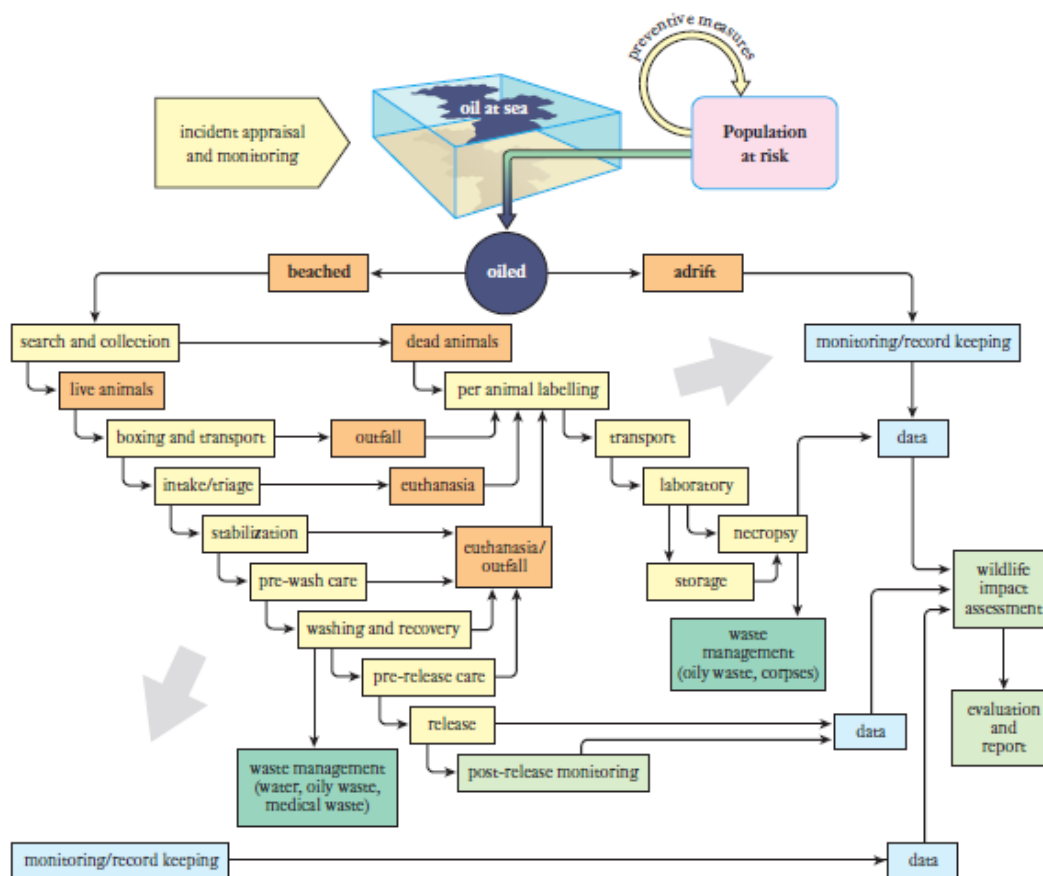 preventive measures
oil at sea
incident appraisal
and monitoring
Population
at risk
beached
oiled
adrift
search and collection
dead animals
monitoring/record keeping
live animals
per animal labelling
boxing and transport
outfall
transport
data
intake/triage
euthanasia
laboratory
stabilization
euthanasia/
outfall
necropsy
pre-wash care
storage
wildlife
impact
assessment
washing and recovery
waste
management
(oily waste, corpses)
pre-release care
release
data
evaluation
and
report
waste management
(water, oily waste,
medical waste)
post-release monitoring
monitoring/record keeping
data